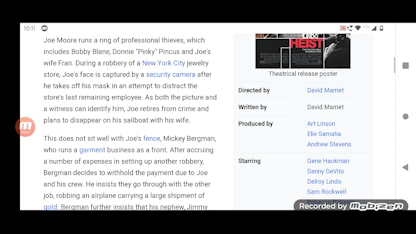 10:11
HEIST
Theatrical release poster
Joe Moore runs a ring of professional thieves, which
includes Bobby Blane, Donnie "Pinky" Pincus and Joe's
wife Fran. During a robbery of a New York City jewelry
store, Joe's face is captured by a security camera after
he takes off his mask in an attempt to distract the
store's last remaining employee. As both the picture and
a witness can identify him, Joe retires from crime and
plans to disappear on his sailboat with his wife.
This does not sit well with Joe's fence, Mickey Bergman,
who runs a garment business as a front. After accruing
a number of expenses in setting up another robbery,
Bergman decides to withhold the payment due to Joe
and his crew. He insists they go through with the other
job, robbing an airplane carrying a large shipment of
gold. Bergman further insists that his nephew, Jimmy
Directed by David Mamet
Written by David Mamet
Produced by Art Linson
Elie Samaha
Andrew Stevens
Starring Gene Hackman
Danny DeVito
Delroy Lindo
Sam Rockwell
Recorded by MOBIZEN